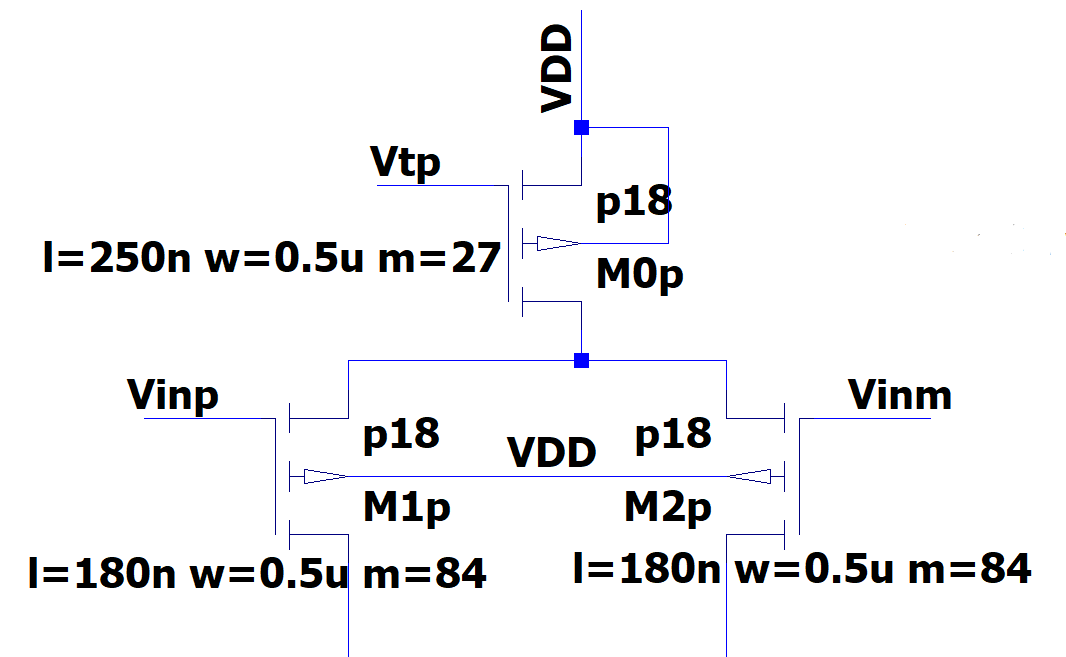 VDD
Vtp
p18
l=250n w=0.5u m=27
M0p
Vinp
Vinm
p18
VDD
p18
M1p
M2p
l=180n w=0.5u m=84
l=180n w=0.5u m=84